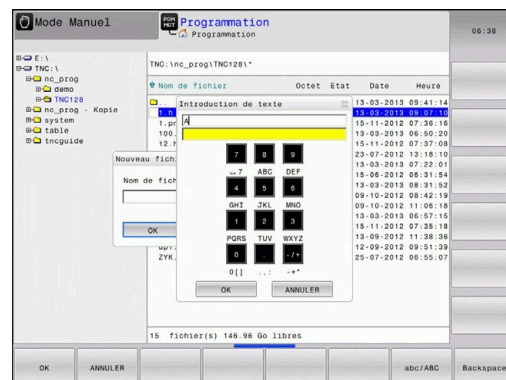 Mode Manuel
PGM
MGT
Programmation
Programmation
06:38
E:\
TNC:\
nc_prog
demo
TNC128
nc_prog - Kopie
system
table
tncguide
TNC:\nc_prog\TNC128\*
Nom de fichier Octet Etat Date Heure
..
13-03-2013 09:41:14
1.h 13-03-2013 09:07:10
15-11-2012 07:36:16
100. 13-03-2013 06:50:20
12.h 15-11-2012 07:37:08
23-07-2012 13:18:10
13-03-2013 07:22:01
15-06-2012 06:31:54
13-03-2013 08:31:52
09-10-2012 08:42:19
09-10-2012 11:06:18
13-03-2013 06:57:15
15-11-2012 07:35:18
13-09-2012 11:38:36
12-09-2012 09:51:39
ZYK. 25-07-2012 06:55:07
Nouveau fich
Nom de fich
OK
Introduction de texte
A
7 8 9
7 ABC DEF
4 5 6
GHI JKL MNO
1 2 3
PQRS TUV WXYZ
0 . -/+
0[] ..: -+*
OK ANNULER
15 fichier(s) 146.96 Go libres
OK ANNULER abc/ABC Backspace